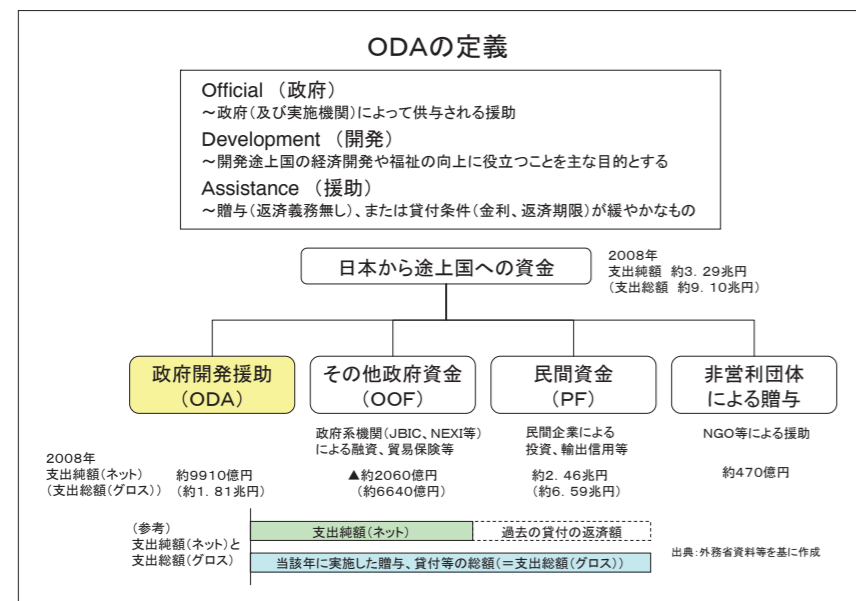 ODAの定義
Official （政府）
～政府（及び実施機関）によって供与される援助
Development （開発）
～開発途上国の経済開発や福祉の向上に役立つことを主な目的とする
Assistance （援助）
～贈与（返済義務無し）、または貸付条件（金利、返済期限）が緩やかなもの
日本から途上国への資金
2008年
支出純額 約3．29兆円
（支出総額 約9．10兆円）
政府開発援助
（ODA）
その他政府資金
（OOF）
民間資金
（PF）
非営利団体
による贈与
政府系機関（JBIC、NEXI等）
による融資、貿易保険等
民間企業による
投資、輸出信用等
NGO等による援助
2008年
支出純額（ネット）
（支出総額（グロス））
約9910億円
（約1．81兆円）
▲約2060億円
（約6640億円）
約2．46兆円
（約6．59兆円）
約470億円
（参考）
支出純額（ネット）と
支出総額（グロス）
支出純額（ネット）
過去の貸付の返済額
当該年に実施した贈与、貸付等の総額（＝支出総額（グロス））
出典：外務省資料等を基に作成